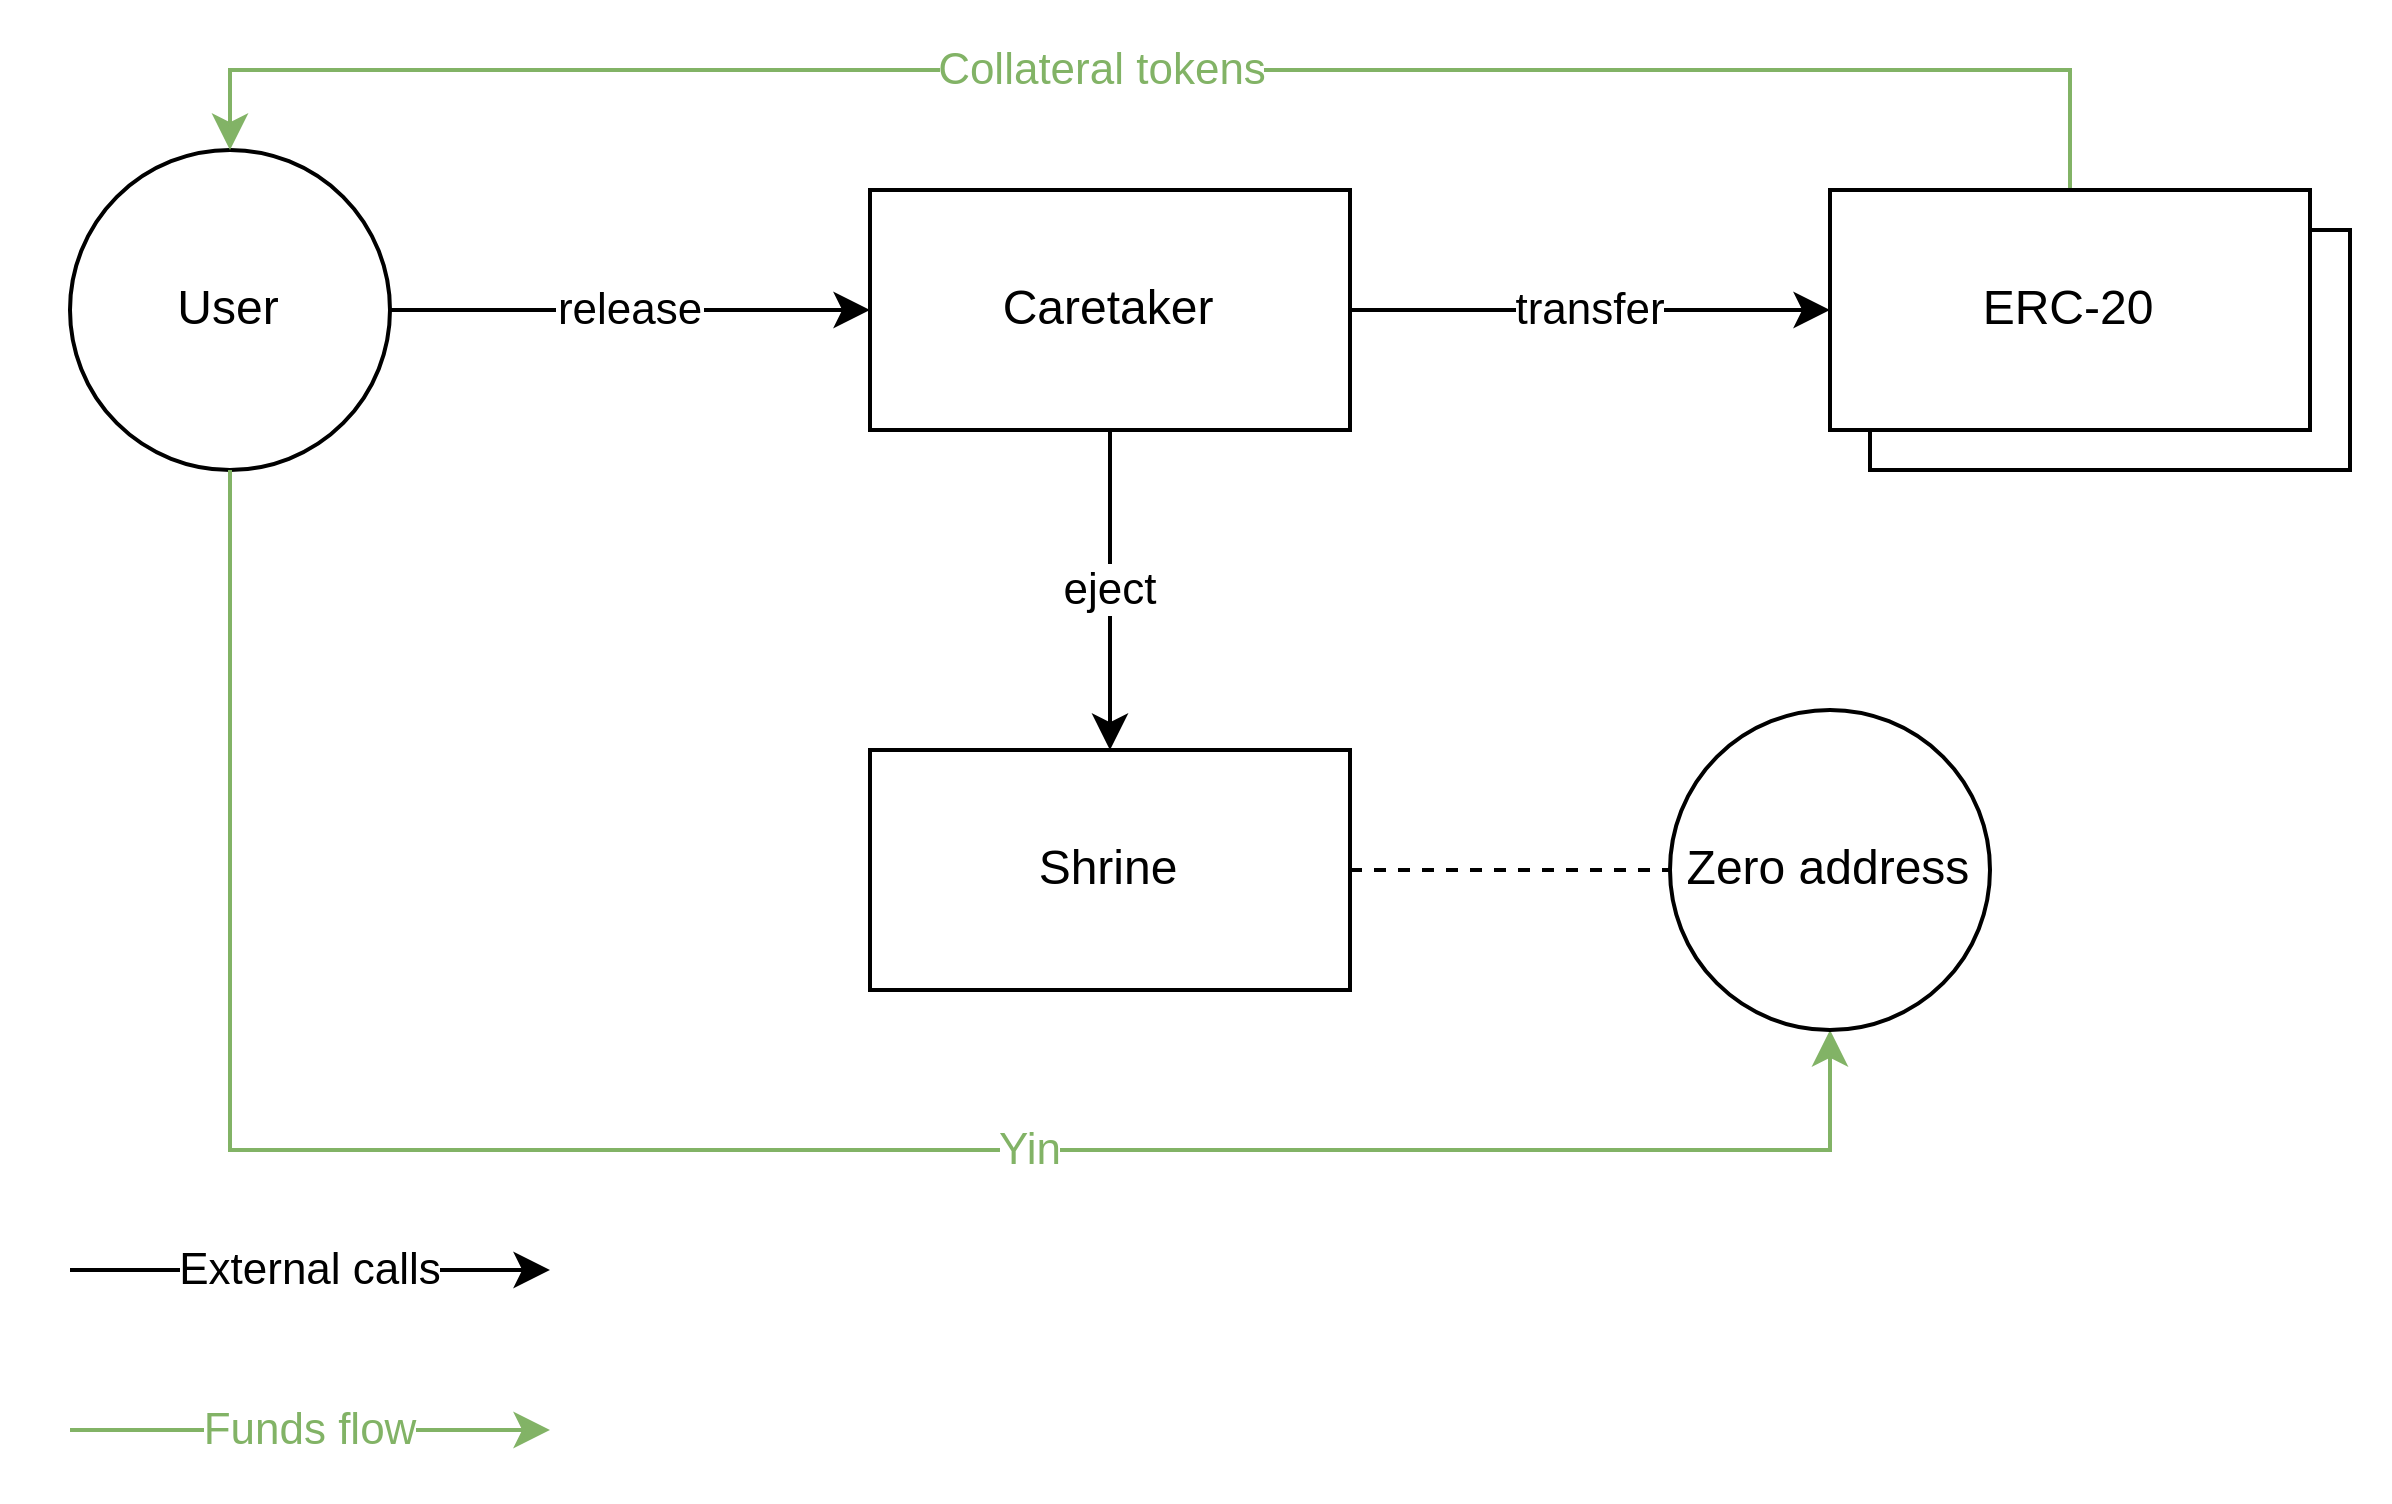 Collateral tokens
User
release
Caretaker
transfer
ERC-20
eject
Shrine
Zero address
Yin
External calls
Funds flow